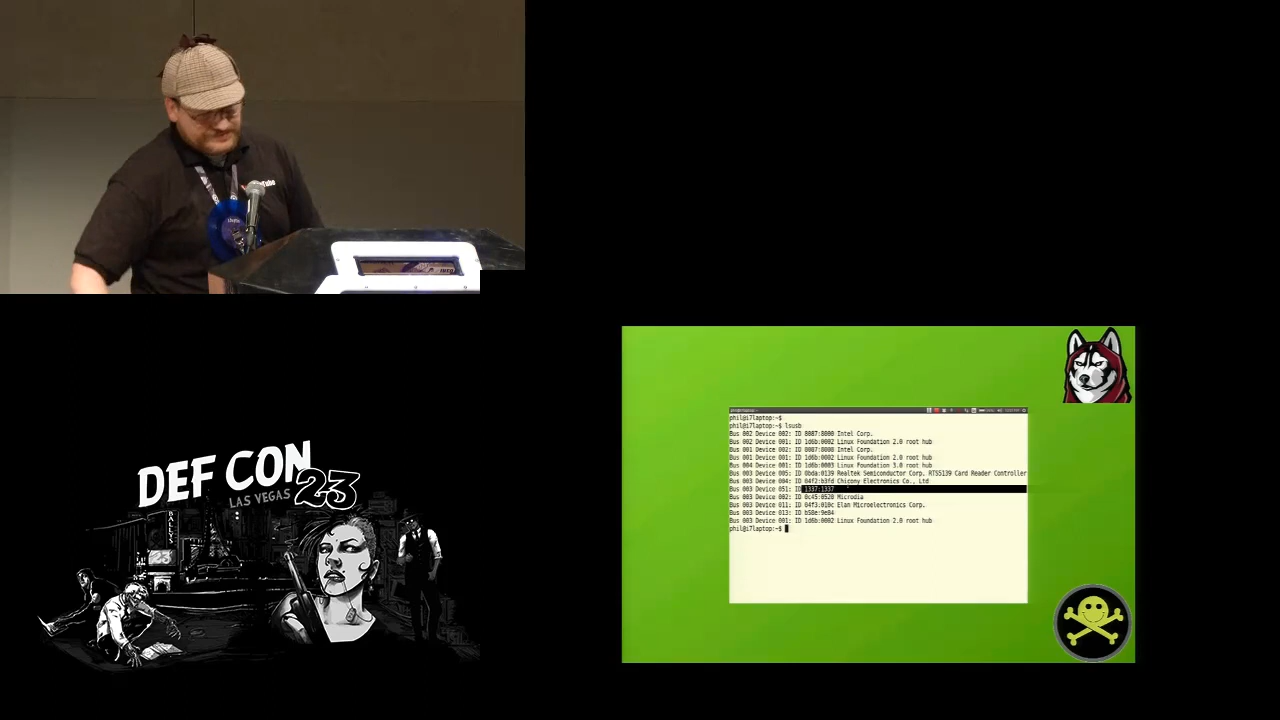 DEF CON
LAS VEGAS 23
BALLYS
phil@i7laptop:~$
phil@i7laptop:~$ lsusb
Bus 002 Device 002: ID 8087:8000 Intel Corp.
Bus 002 Device 001: ID 1d6b:0002 Linux Foundation 2.0 root hub
Bus 001 Device 002: ID 8087:8008 Intel Corp.
Bus 001 Device 001: ID 1d6b:0002 Linux Foundation 2.0 root hub
Bus 004 Device 001: ID 1d6b:0003 Linux Foundation 3.0 root hub
Bus 003 Device 005: ID 0bda:0139 Realtek Semiconductor Corp. RTS5139 Card Reader Controller
Bus 003 Device 004: ID 04f2:b3fd Chicony Electronics Co., Ltd
Bus 003 Device 051: ID 1337:1337
Bus 003 Device 002: ID 0c45:8520 Microdia
Bus 003 Device 011: ID 04f3:010c Elan Microelectronics Corp.
Bus 003 Device 013: ID b58e:9e84
Bus 003 Device 001: ID 1d6b:0002 Linux Foundation 2.0 root hub
phil@i7laptop:~$